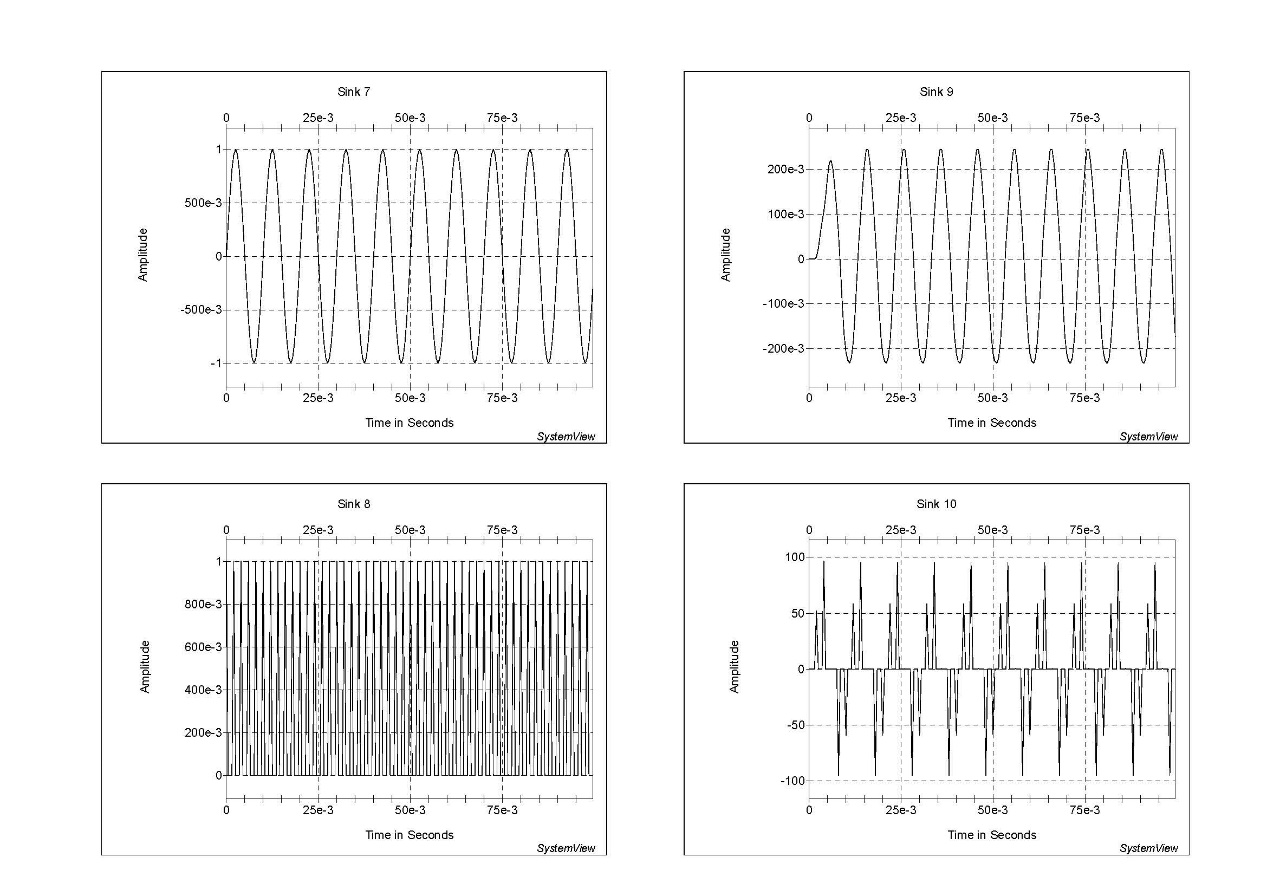 Sink 7
0 25e-3 50e-3 75e-3
1
500e-3
0
-500e-3
-1
Amplitude
0 25e-3 50e-3 75e-3
Time in Seconds
SystemView
Sink 9
0 25e-3 50e-3 75e-3
200e-3
100e-3
0
-100e-3
-200e-3
Amplitude
0 25e-3 50e-3 75e-3
Time in Seconds
SystemView
Sink 8
0 25e-3 50e-3 75e-3
1
800e-3
600e-3
400e-3
200e-3
0
Amplitude
0 25e-3 50e-3 75e-3
Time in Seconds
SystemView
Sink 10
0 25e-3 50e-3 75e-3
100
50
0
-50
-100
Amplitude
0 25e-3 50e-3 75e-3
Time in Seconds
SystemView